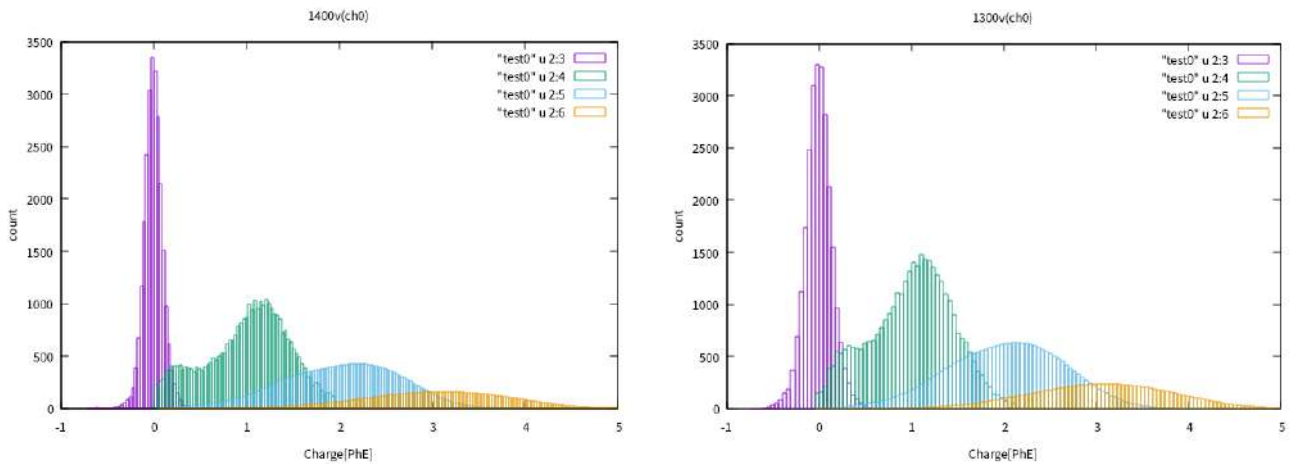 1400v(ch0)
3500
3000
2500
2000
1500
1000
500
0
count
-1
0
1
2
3
4
5
Charge[PhE]
"test0" u 2:3
"test0" u 2:4
"test0" u 2:5
"test0" u 2:6
1300v(ch0)
3500
3000
2500
2000
1500
1000
500
0
count
-1
0
1
2
3
4
5
Charge[PhE]
"test0" u 2:3
"test0" u 2:4
"test0" u 2:5
"test0" u 2:6